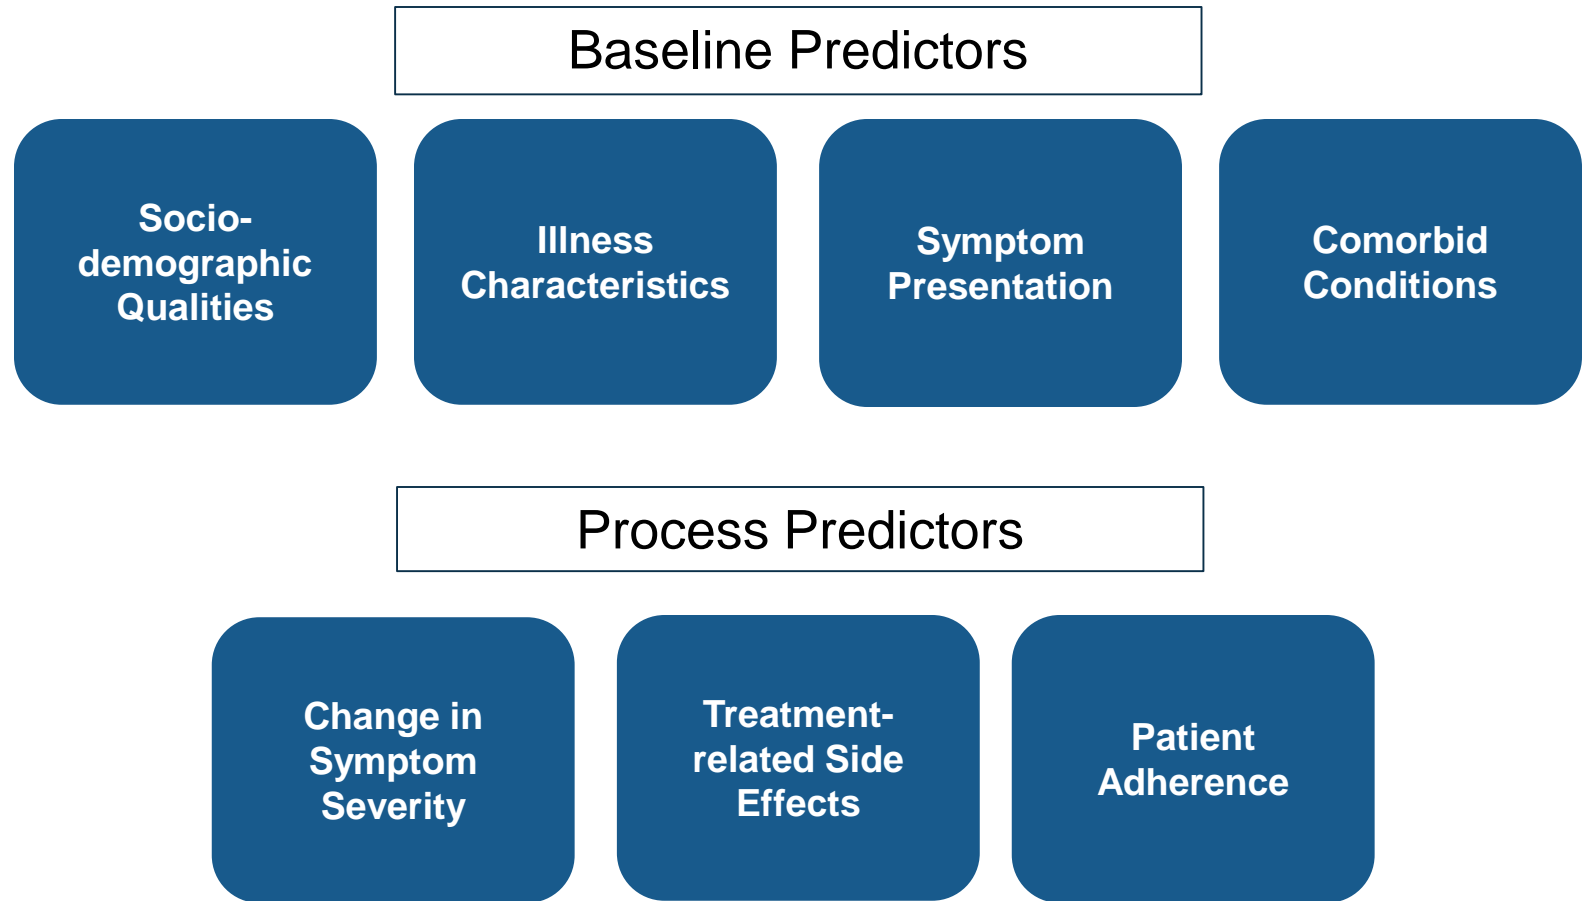 Baseline Predictors
Socio-
demographic
Qualities
Illness
Characteristics
Symptom
Presentation
Comorbid
Conditions
Process Predictors
Change in
Symptom
Severity
Treatment-
related Side
Effects
Patient
Adherence